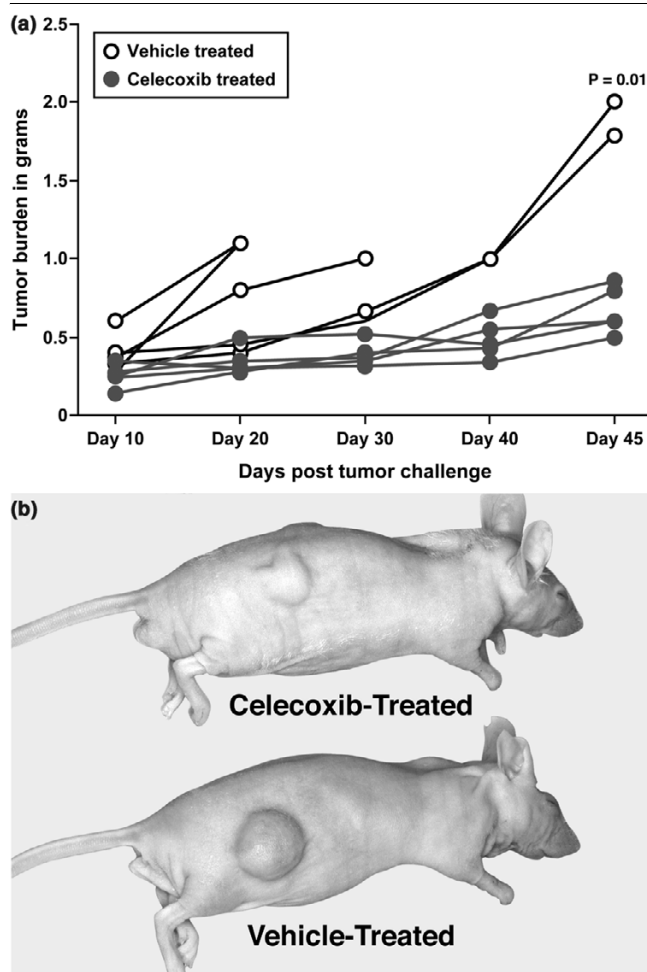 (a)
2.5
Vehicle treated
Celecoxib treated
P = 0.01
2.0
1.5
1.0
0.5
0
Tumor burden in grams
Day 10 Day 20 Day 30 Day 40 Day 45
Days post tumor challenge
(b)
Celecoxib-Treated
Vehicle-Treated